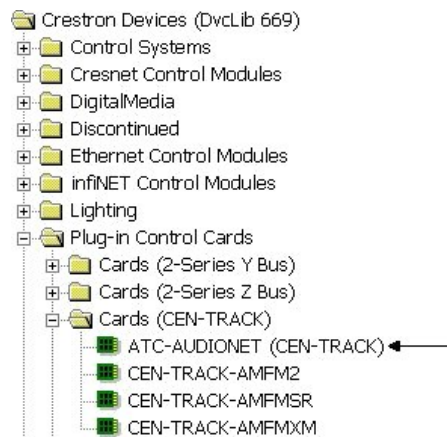 Crestron Devices (DvcLib 669)
Control Systems
Cresnet Control Modules
DigitalMedia
Discontinued
Ethernet Control Modules
infiNET Control Modules
Lighting
Plug-in Control Cards
Cards (2-Series Y Bus)
Cards (2-Series Z Bus)
Cards (CEN-TRACK)
ATC-AUDIONET (CEN-TRACK)
CEN-TRACK-AMFM2
CEN-TRACK-AMFMSR
CEN-TRACK-AMFMXM